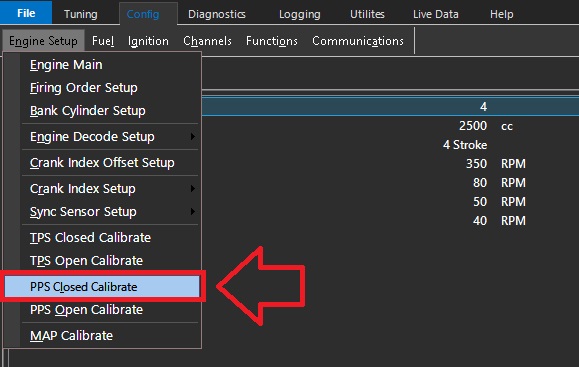 File Tuning Config Diagnostics Logging Utilites Live Data Help
Engine Setup Fuel Ignition Channels Functions Communications
Engine Main
Firing Order Setup
Bank Cylinder Setup
Engine Decode Setup
Crank Index Offset Setup
Crank Index Setup
Sync Sensor Setup
TPS Closed Calibrate
TPS Open Calibrate
PPS Closed Calibrate
PPS Open Calibrate
MAP Calibrate
4
2500 cc
4 Stroke
350 RPM
80 RPM
50 RPM
40 RPM